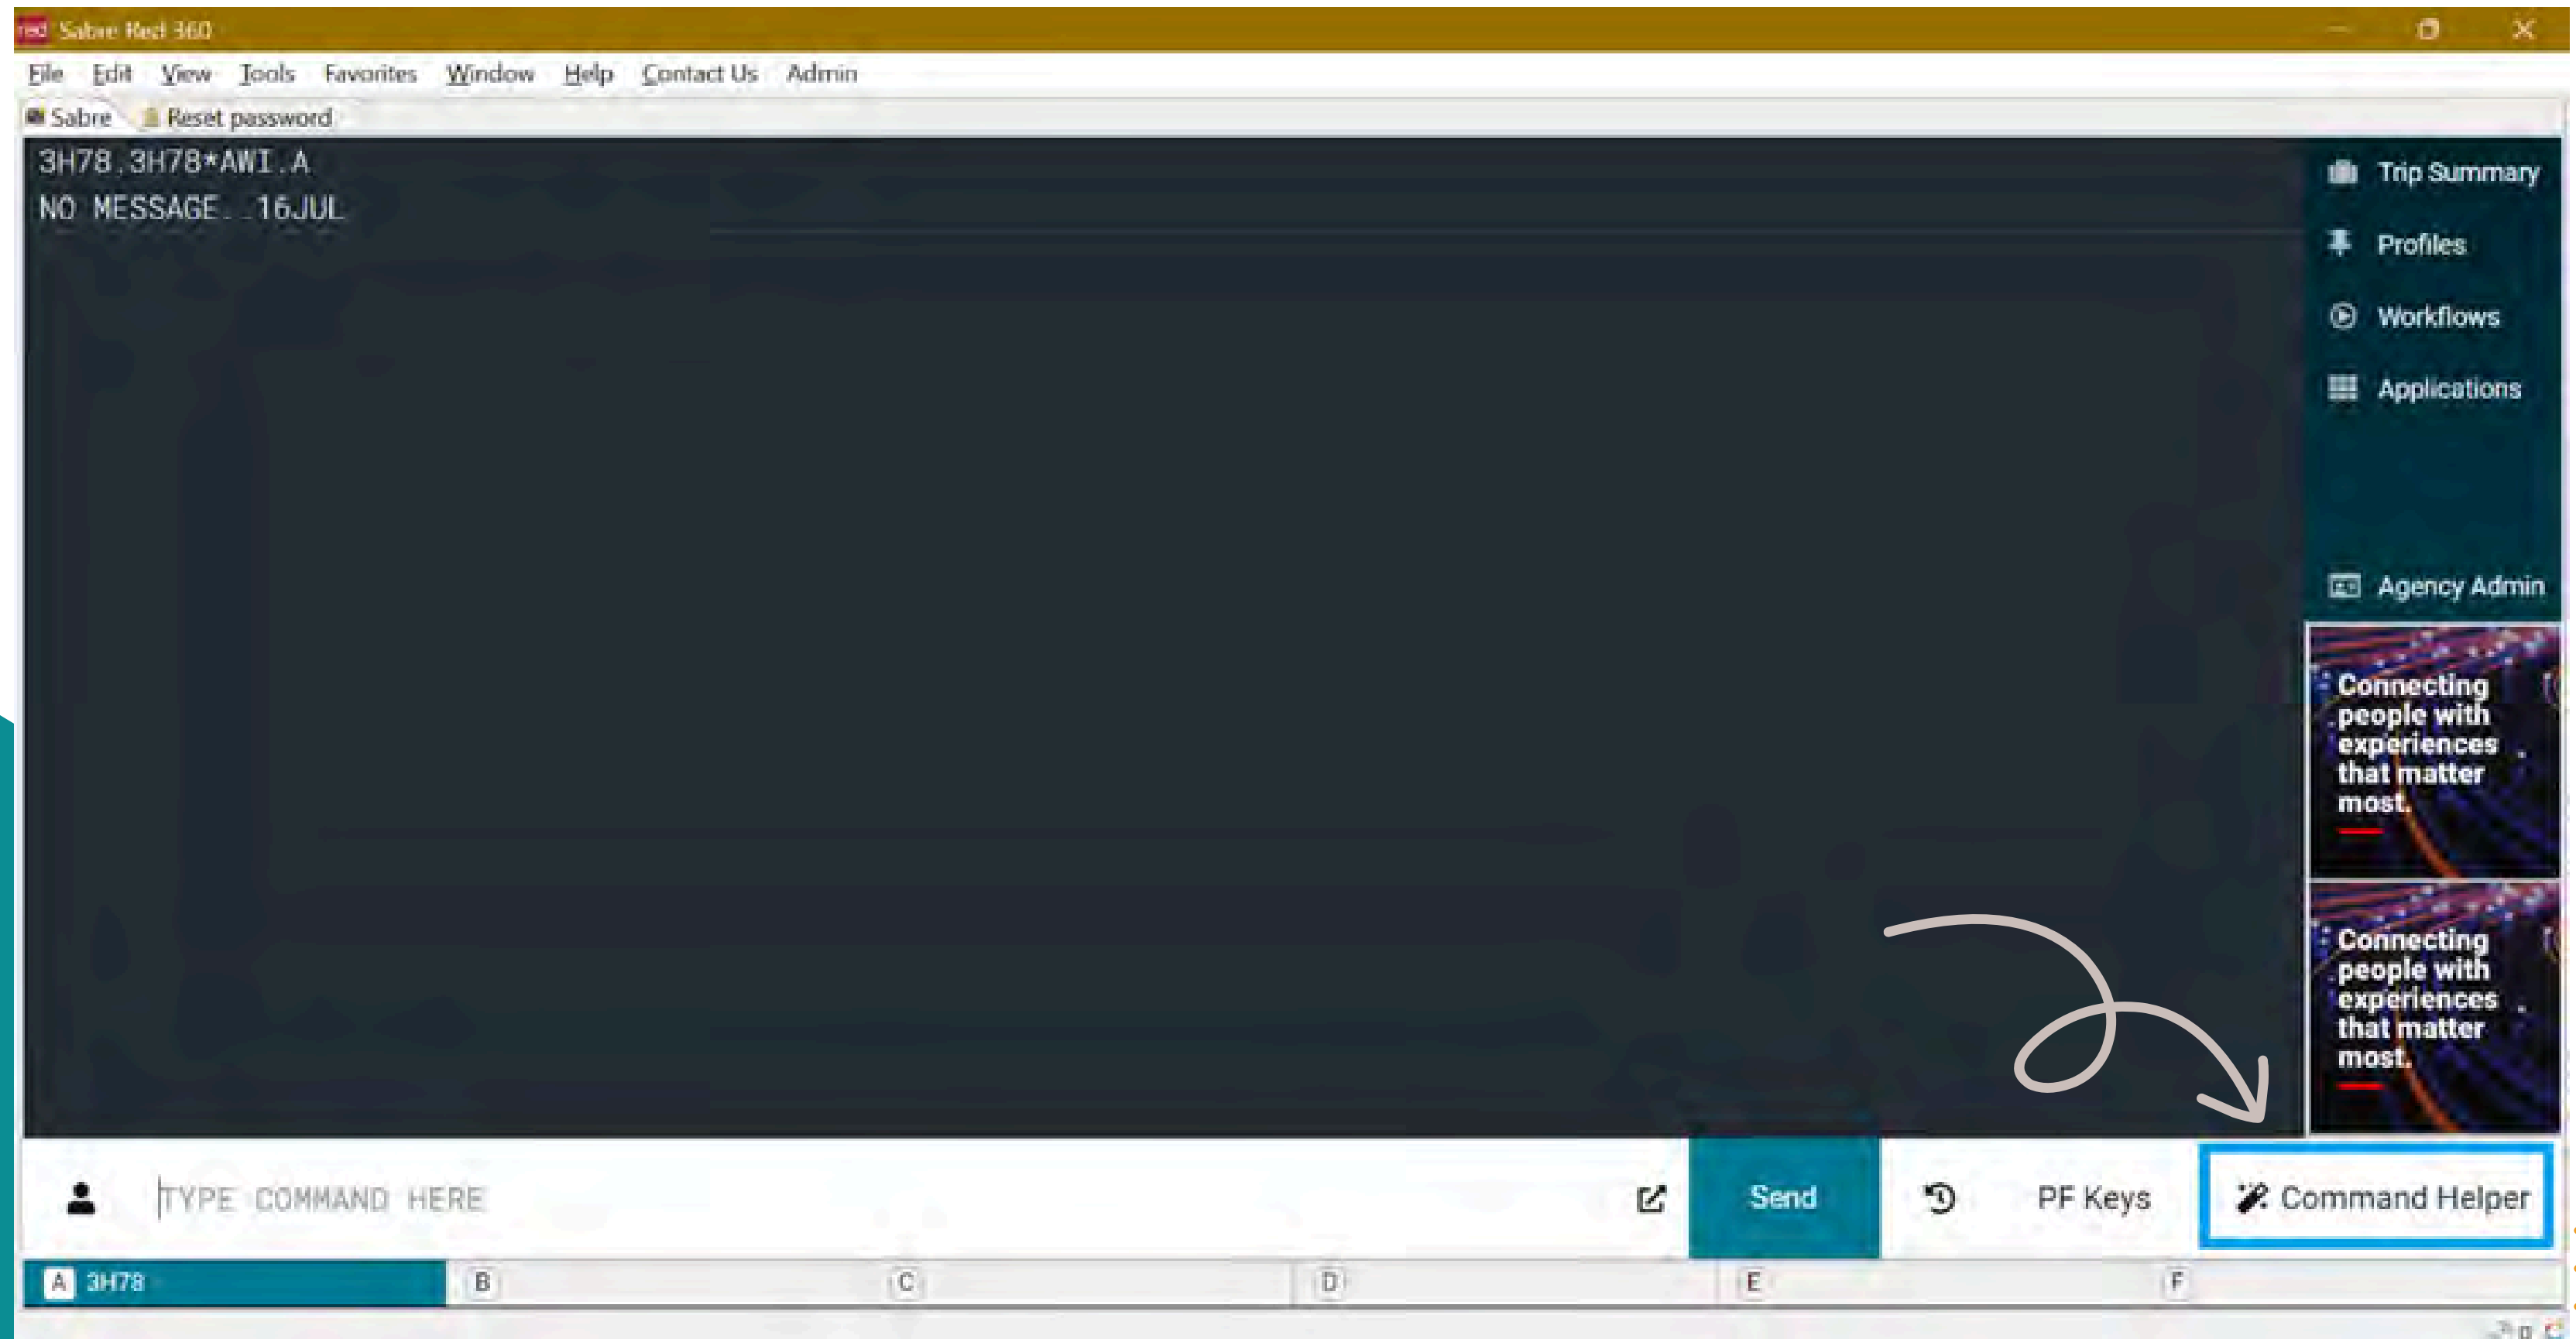 red Sabre Red 360
File Edit View Tools Favorites Window Help Contact Us Admin
Sabre Reset password
3H78.3H78*AWI.A
NO MESSAGE..16JUL
Trip Summary
Profiles
Workflows
Applications
Agency Admin
Connecting
people with
experiences
that matter
most.
Connecting
people with
experiences
that matter
most.
TYPE COMMAND HERE
Send
PF Keys
Command Helper
A 3H78 B C D E F